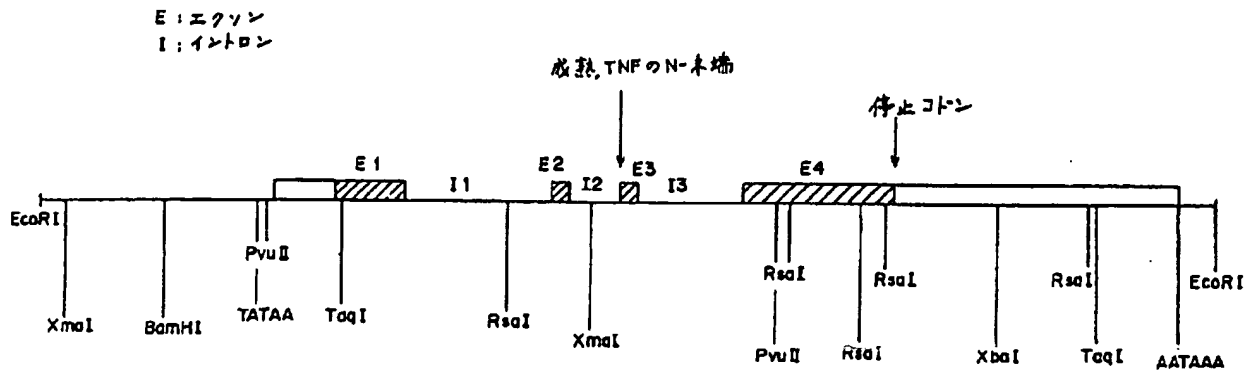 E:エクソン
I:イントロン
成熟TNFのN-末端
停止コドン
E1
I1
E2
I2
E3
I3
E4
EcoRI
PvuII
RsaI
RsaI
RsaI
EcoRI
XmaI
BamHI
TATAA
TaqI
RsaI
XmaI
PvuII
RsaI
XbaI
TaqI
AATAAA